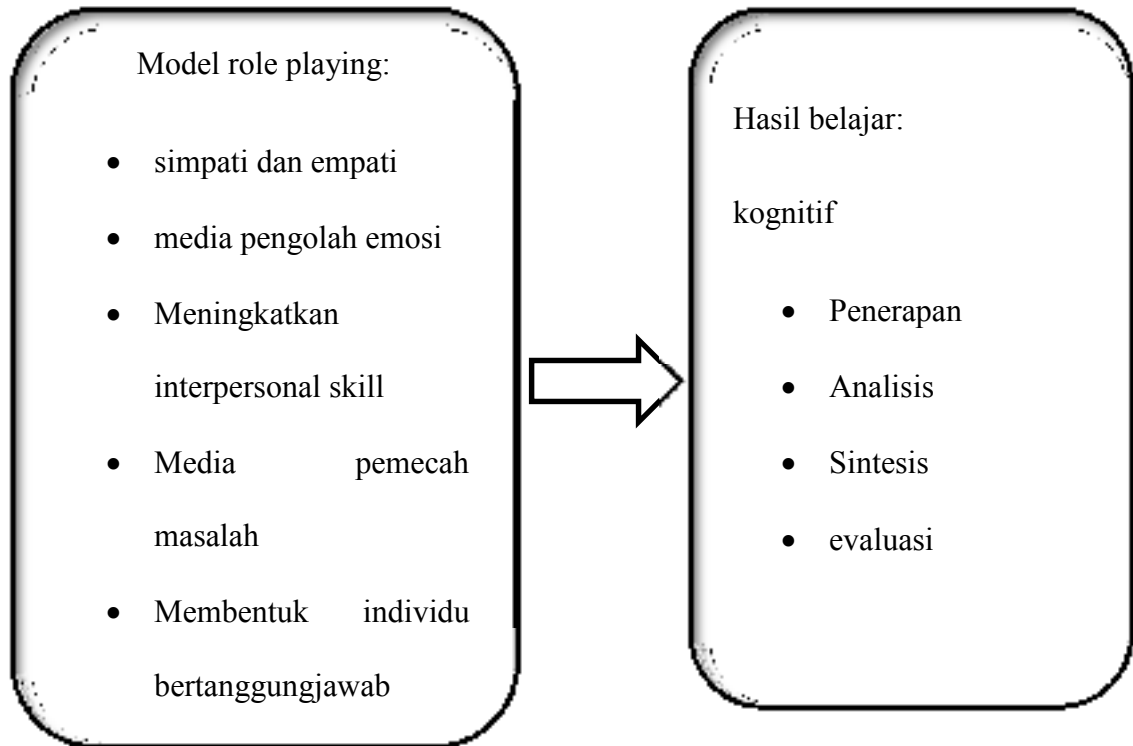 Model role playing:
• simpati dan empati
• media pengolah emosi
• Meningkatkan
interpersonal skill
• Media pemecah
masalah
• Membentuk individu
bertanggungjawab
Hasil belajar:
kognitif
• Penerapan
• Analisis
• Sintesis
• evaluasi